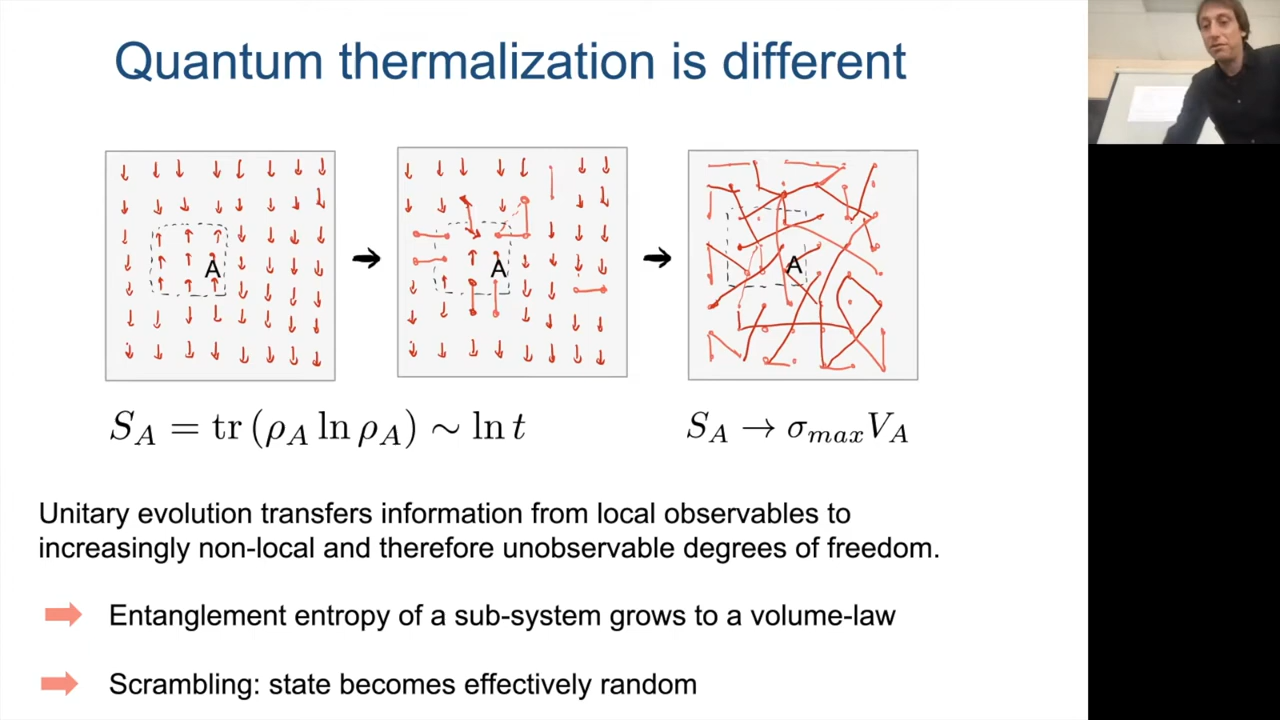 Quantum thermalization is different
A
A
A
S_A = tr (ρ_A ln ρ_A) ∼ ln t
S_A → σ_{max} V_A
Unitary evolution transfers information from local observables to
increasingly non-local and therefore unobservable degrees of freedom.
Entanglement entropy of a sub-system grows to a volume-law
Scrambling: state becomes effectively random